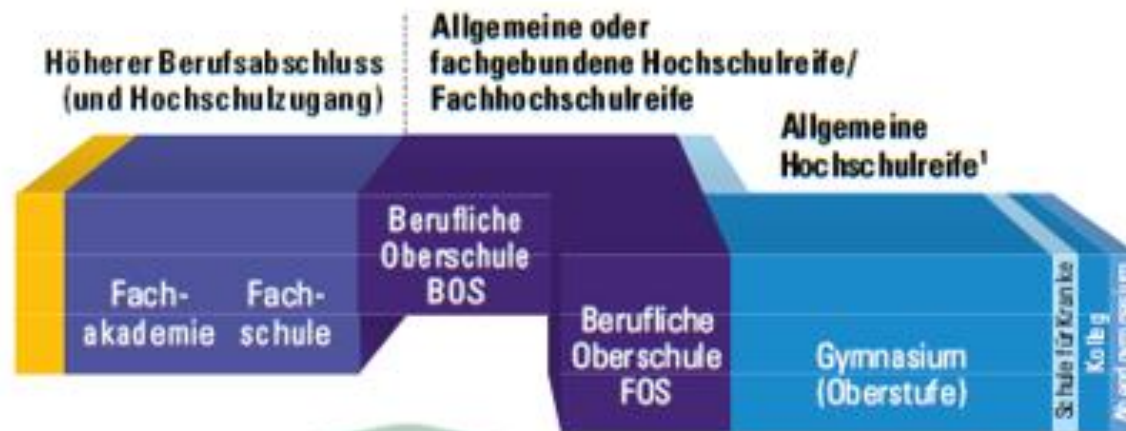 Höherer Berufsabschluss
(und Hochschulzugang)
Allgemeine oder
fachgebundene Hochschulreife/
Fachhochschulreife
Allgemeine
Hochschulreife¹
Fach-
akademie
Fach-
schule
Berufliche
Oberschule
BOS
Berufliche
Oberschule
FOS
Gymnasium
(Oberstufe)
Schule für Kranke
Kolleg